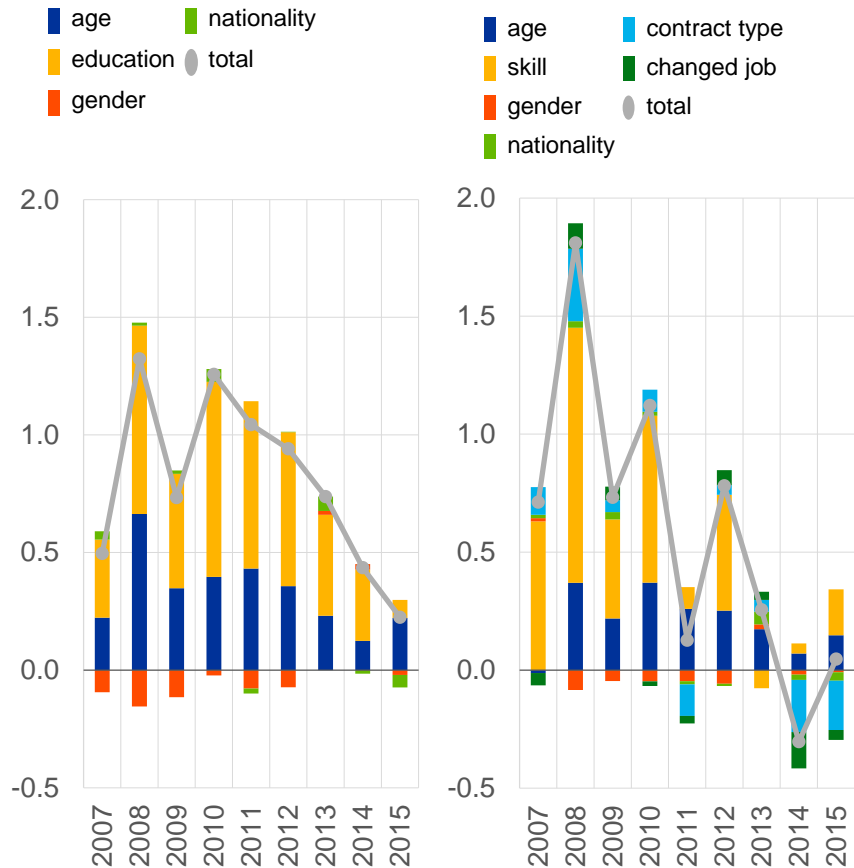 age nationality
education total
gender
2.0
1.5
1.0
0.5
0.0
-0.5
2007 2008 2009 2010 2011 2012 2013 2014 2015
age contract type
skill changed job
gender total
nationality
2.0
1.5
1.0
0.5
0.0
-0.5
2007 2008 2009 2010 2011 2012 2013 2014 2015